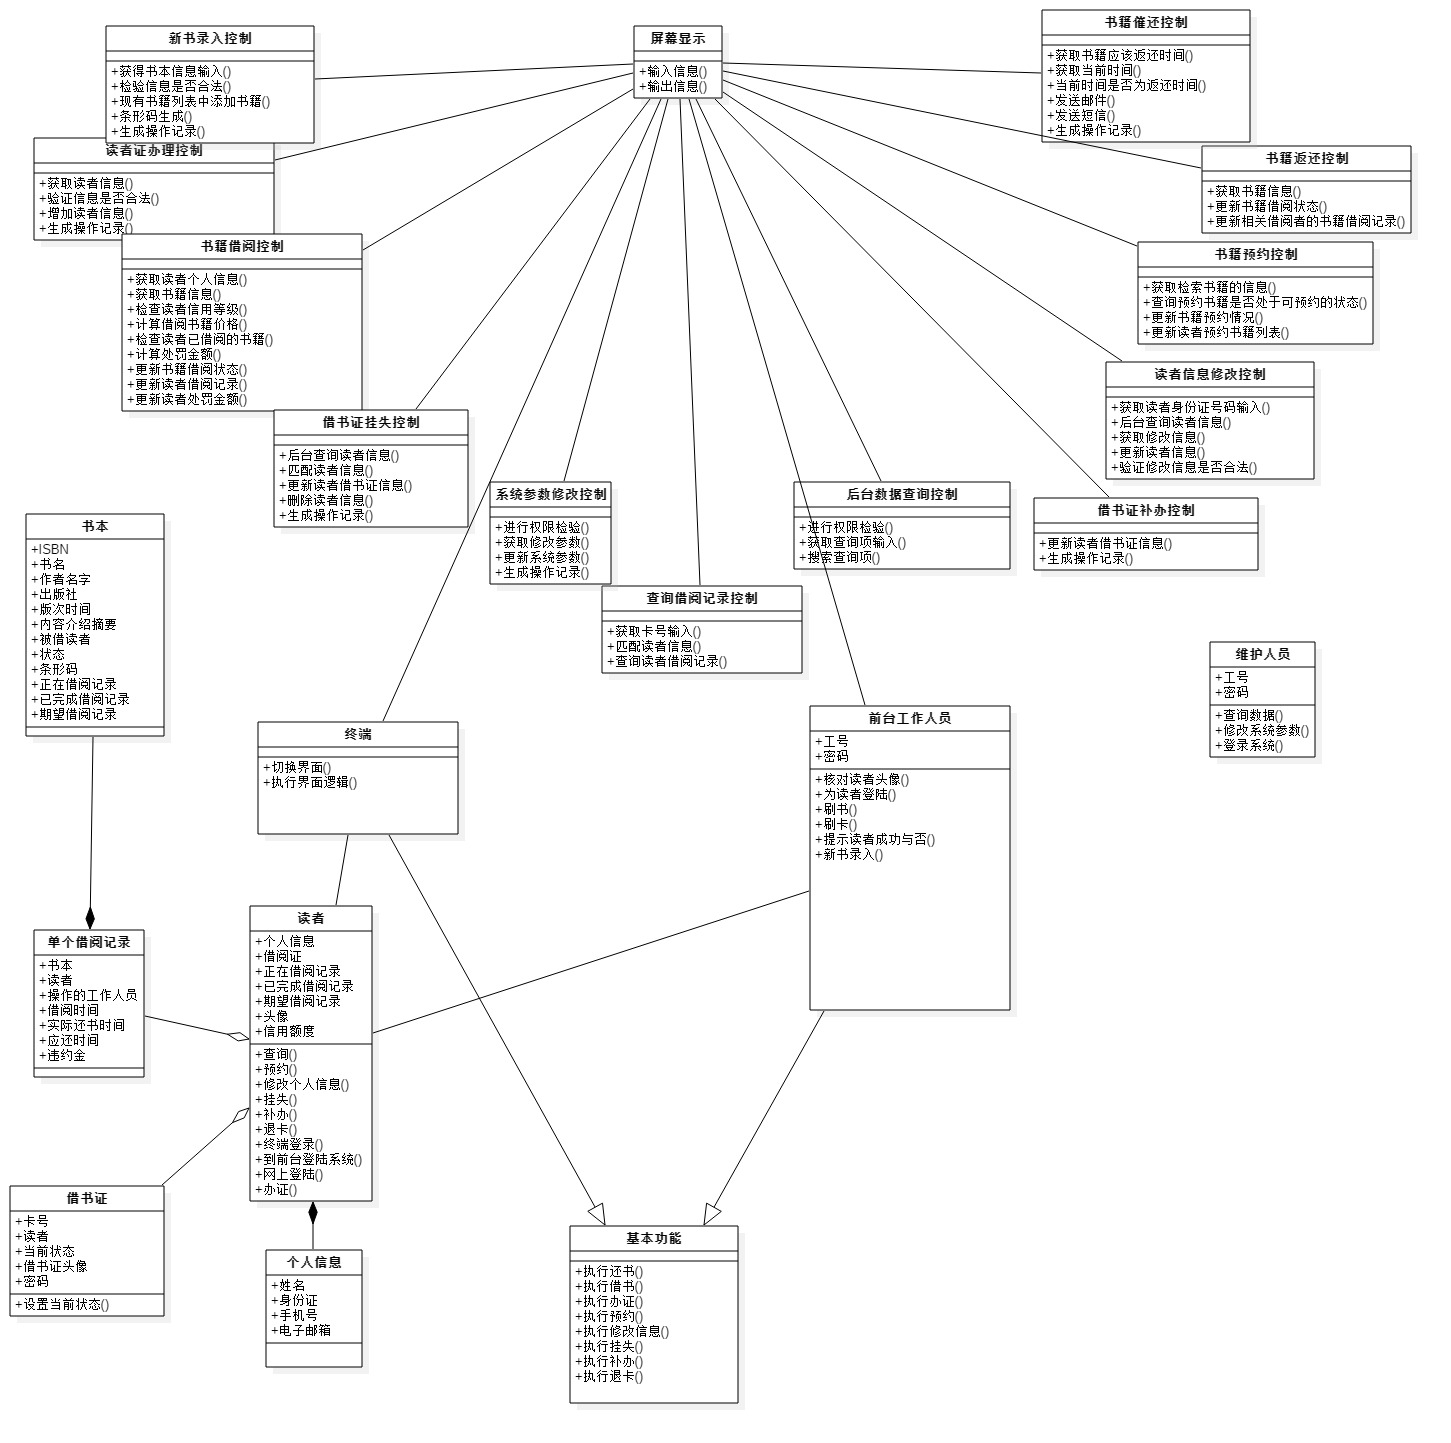 新书录入控制
+获得书本信息输入()
+检验信息是否合法()
+现有书籍列表中添加书籍()
+条形码生成()
+生成操作记录()
屏幕显示
+输入信息()
+输出信息()
书籍催还控制
+获取书籍应该返还时间()
+获取当前时间()
+当前时间是否为返还时间()
+发送邮件()
+发送短信()
+生成操作记录()
读者证办理控制
+获取读者信息()
+验证信息是否合法()
+增加读者信息()
+生成操作记录()
书籍返还控制
+获取书籍信息()
+更新书籍借阅状态()
+更新相关借阅者的书籍借阅记录()
书籍借阅控制
+获取读者个人信息()
+获取书籍信息()
+检查读者信用等级()
+计算借阅书籍价格()
+检查读者已借阅的书籍()
+计算处罚金额()
+更新书籍借阅状态()
+更新读者借阅记录()
+更新读者处罚金额()
书籍预约控制
+获取检索书籍的信息()
+查询预约书籍是否处于可预约的状态()
+更新书籍预约情况()
+更新读者预约书籍列表()
读者信息修改控制
+获取读者身份证号码输入()
+后台查询读者信息()
+获取修改信息()
+更新读者信息()
+验证修改信息是否合法()
借书证挂失控制
+后台查询读者信息()
+匹配读者信息()
+更新读者借书证信息()
+删除读者信息()
+生成操作记录()
系统参数修改控制
+进行权限检验()
+获取修改参数()
+更新系统参数()
+生成操作记录()
后台数据查询控制
+进行权限检验()
+获取查询项输入()
+搜索查询项()
借书证补办控制
+更新读者借书证信息()
+生成操作记录()
书本
+ISBN
+书名
+作者名字
+出版社
+版次时间
+内容介绍摘要
+被借读者
+状态
+条形码
+正在借阅记录
+已完成借阅记录
+期望借阅记录
查询借阅记录控制
+获取卡号输入()
+匹配读者信息()
+查询读者借阅记录()
维护人员
+工号
+密码
+查询数据()
+修改系统参数()
+登录系统()
终端
+切换界面()
+执行界面逻辑()
前台工作人员
+工号
+密码
+核对读者头像()
+为读者登陆()
+刷书()
+刷卡()
+提示读者成功与否()
+新书录入()
单个借阅记录
+书本
+读者
+操作的工作人员
+借阅时间
+实际还书时间
+应还时间
+违约金
读者
+个人信息
+借阅证
+正在借阅记录
+已完成借阅记录
+期望借阅记录
+头像
+信用额度
+查询()
+预约()
+修改个人信息()
+挂失()
+补办()
+退卡()
+终端登录()
+到前台登陆系统()
+网上登陆()
+办证()
借书证
+卡号
+读者
+当前状态
+借书证头像
+密码
+设置当前状态()
个人信息
+姓名
+身份证
+手机号
+电子邮箱
基本功能
+执行还书()
+执行借书()
+执行办证()
+执行预约()
+执行修改信息()
+执行挂失()
+执行补办()
+执行退卡()